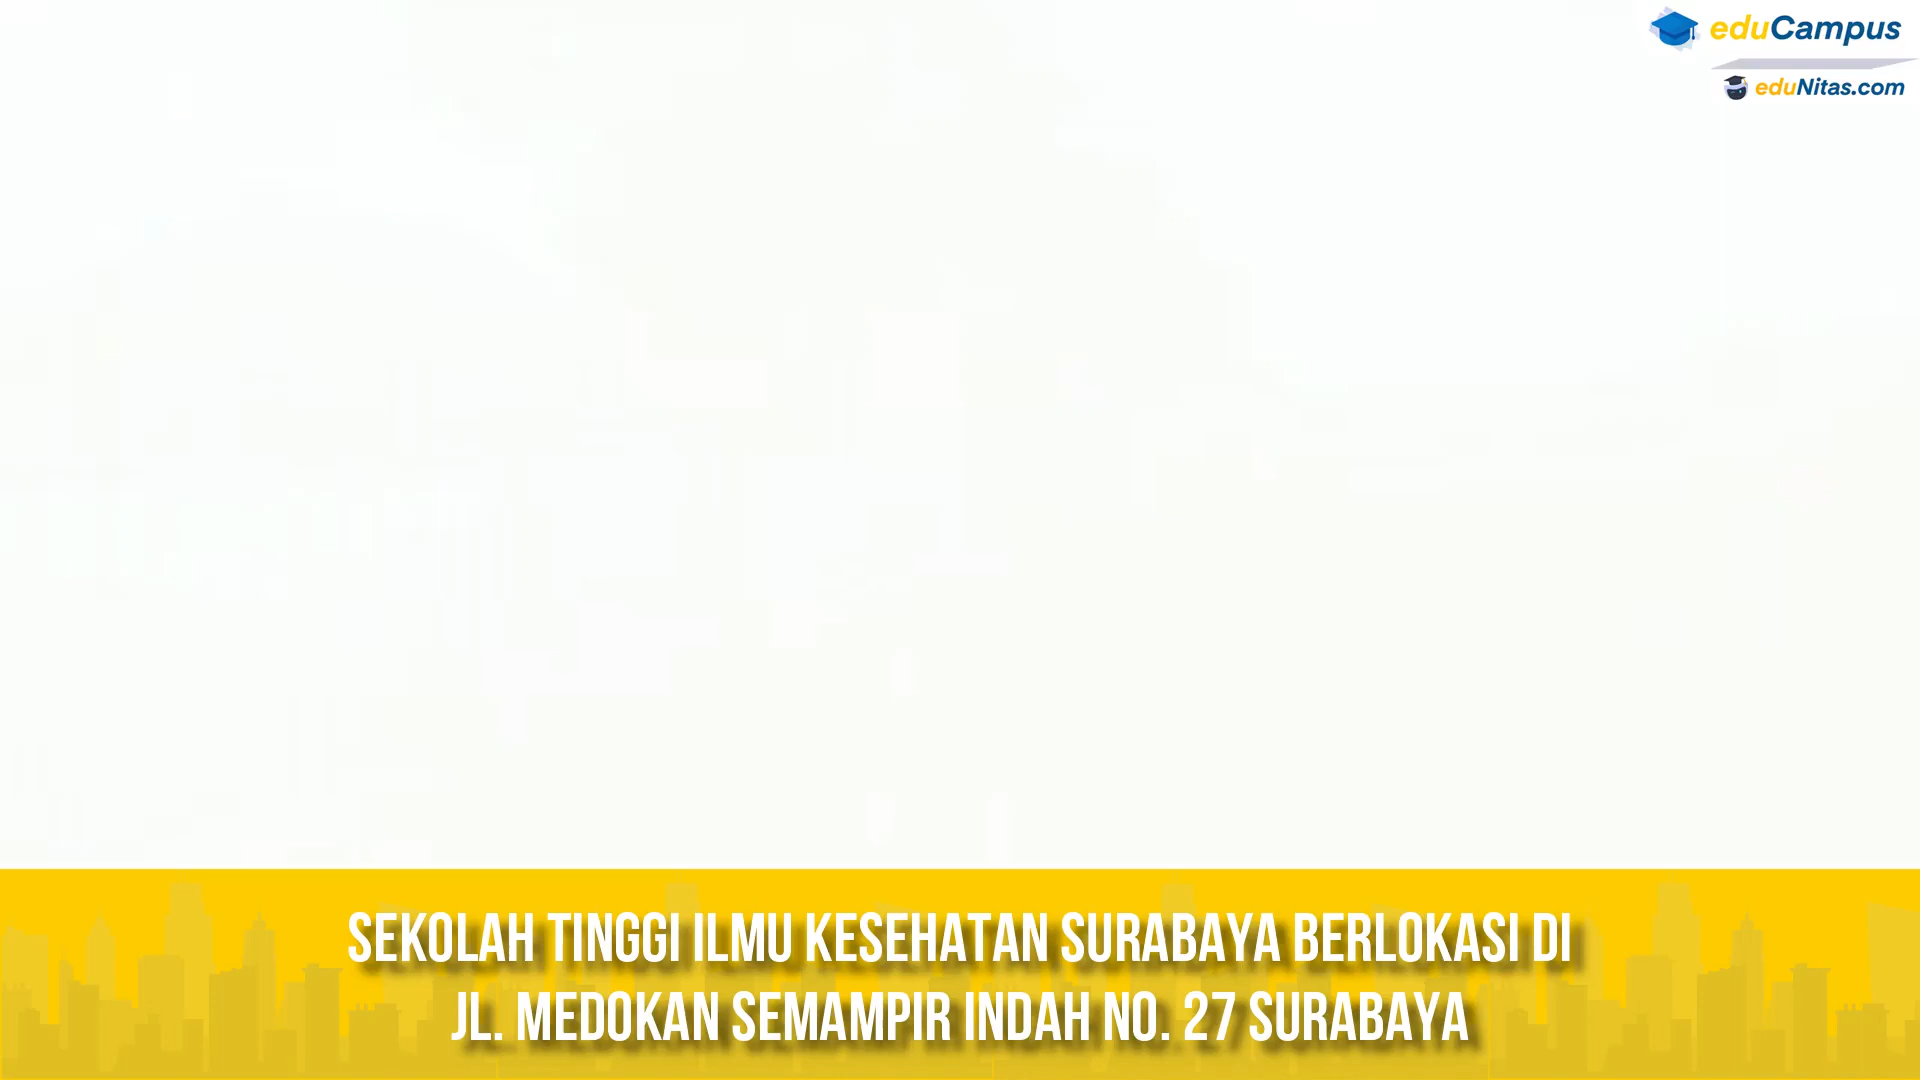 eduCampus
eduNitas.com
SEKOLAH TINGGI ILMU KESEHATAN SURABAYA BERLOKASI DI
JL. MEDOKAN SEMAMPIR INDAH NO. 27 SURABAYA